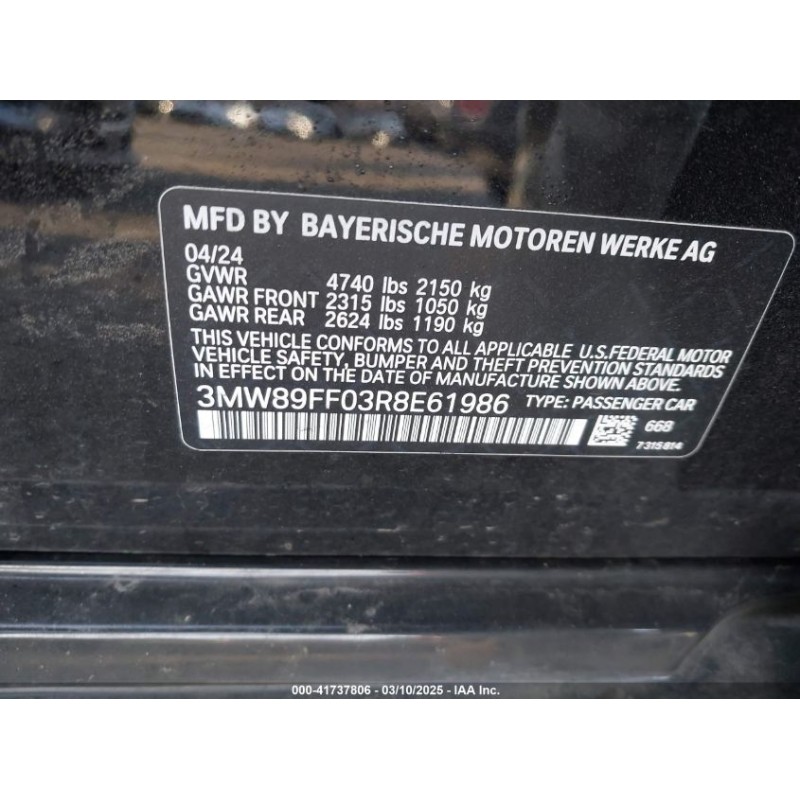 MFD BY BAYERISCHE MOTOREN WERKE AG
04/24
GVWR 4740 lbs 2150 kg
GAWR FRONT 2315 lbs 1050 kg
GAWR REAR 2624 lbs 1190 kg
THIS VEHICLE CONFORMS TO ALL APPLICABLE U.S.FEDERAL MOTOR
VEHICLE SAFETY, BUMPER AND THEFT PREVENTION STANDARDS
IN EFFECT ON THE DATE OF MANUFACTURE SHOWN ABOVE.
3MW89FF03R8E61986 TYPE: PASSENGER CAR
668
7315814
000-41737806 - 03/10/2025 - IAA Inc.